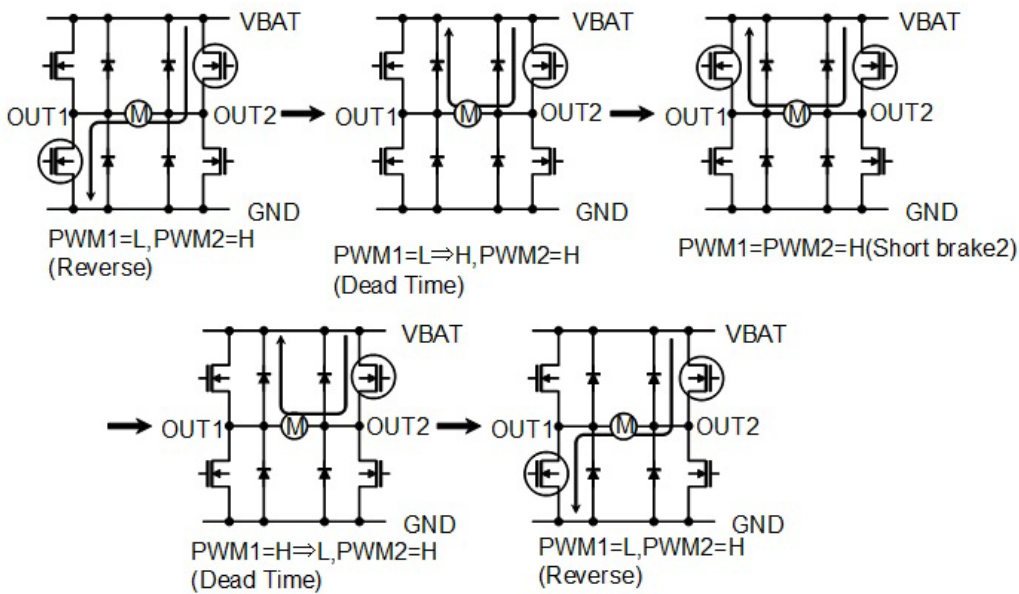 VBAT
OUT1 M OUT2
GND
PWM1=L,PWM2=H
(Reverse)
VBAT
OUT1 M OUT2
GND
PWM1=L⇒H,PWM2=H
(Dead Time)
VBAT
OUT1 M OUT2
GND
PWM1=PWM2=H(Short brake2)
VBAT
OUT1 M OUT2
GND
PWM1=H⇒L,PWM2=H
(Dead Time)
VBAT
OUT1 M OUT2
GND
PWM1=L,PWM2=H
(Reverse)